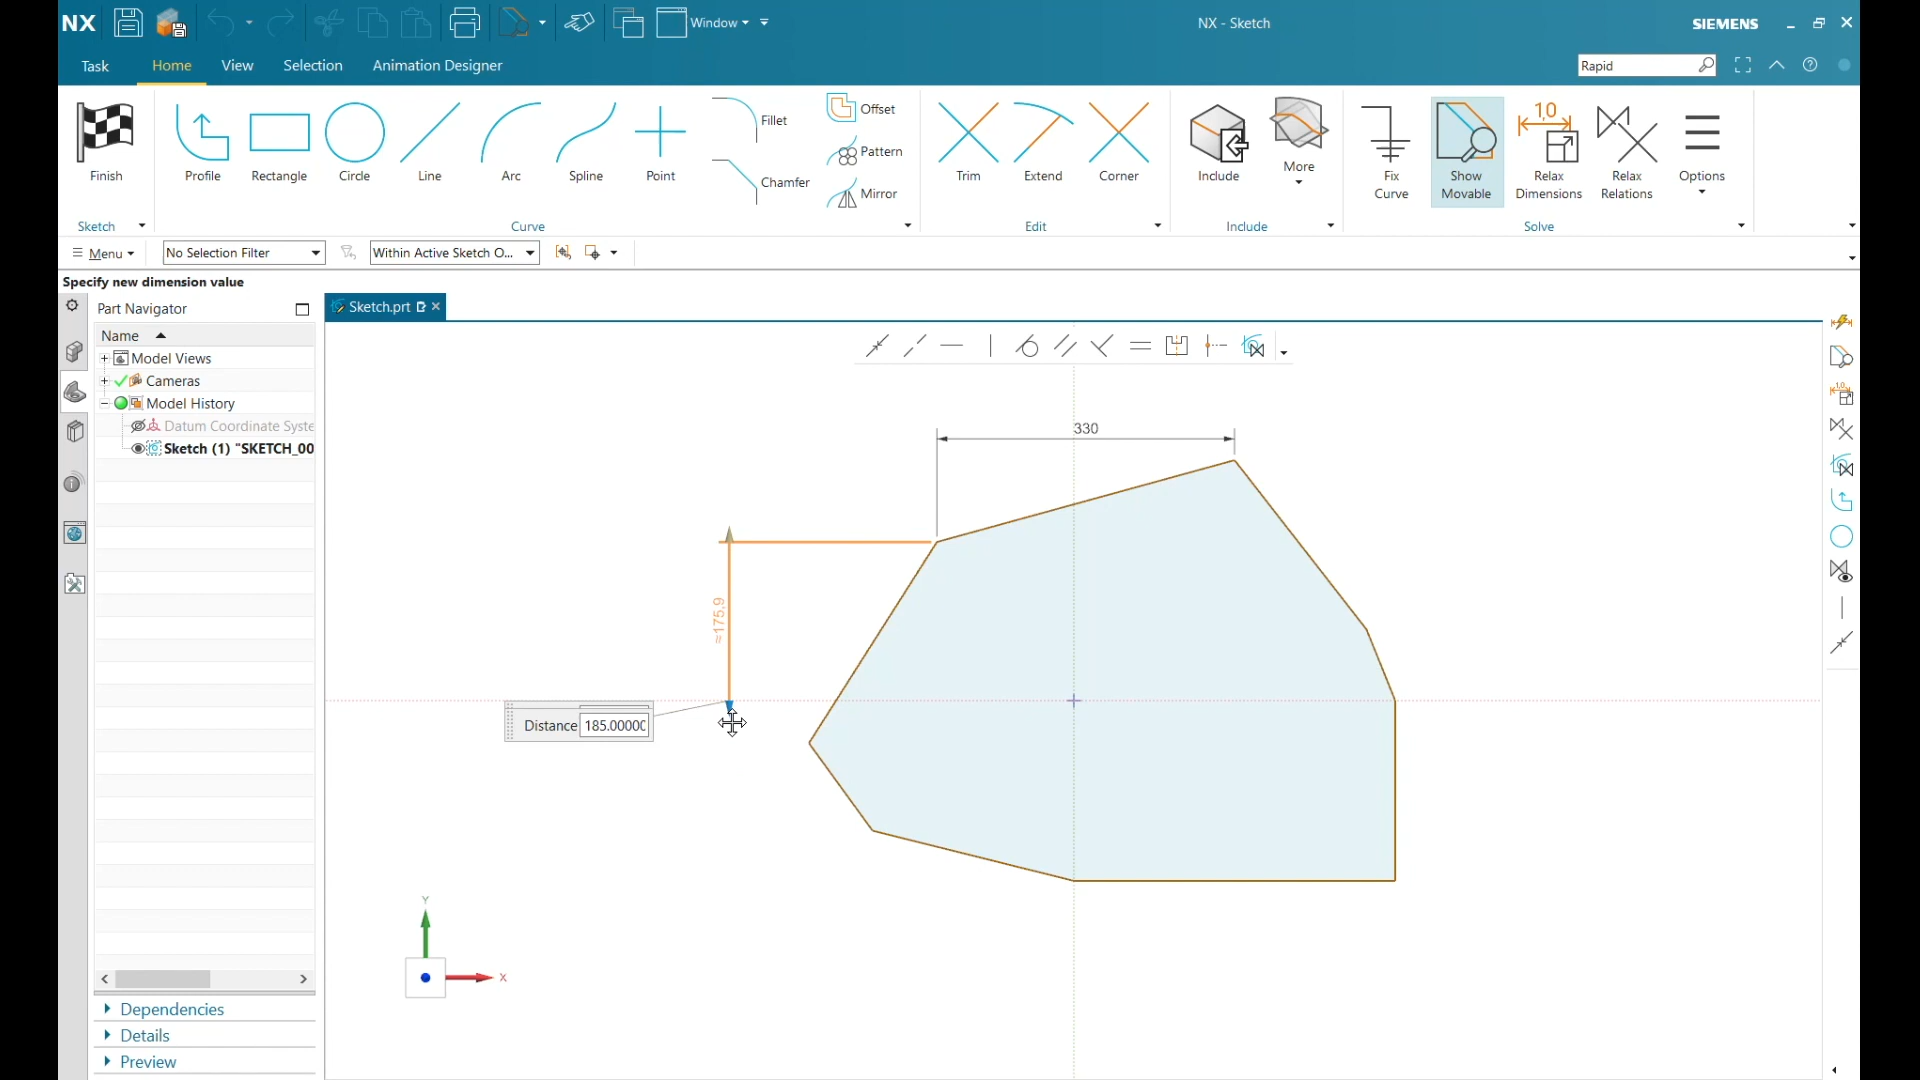 NX
Window
NX - Sketch
SIEMENS
Task
Home
View
Selection
Animation Designer
Rapid
Finish
Profile
Rectangle
Circle
Line
Arc
Spline
Point
Fillet
Chamfer
Offset
Pattern
Mirror
Trim
Extend
Corner
Include
More
Fix
Curve
Show
Movable
1,0
Relax
Dimensions
Relax
Relations
Options
Sketch
Curve
Edit
Include
Solve
Menu
No Selection Filter
Within Active Sketch O...
Specify new dimension value
Part Navigator
Sketch.prt
Name
Model Views
Cameras
Model History
Datum Coordinate Syste
Sketch (1) "SKETCH_00
330
≈175,9
Distance 185.00000
Y
X
Dependencies
Details
Preview